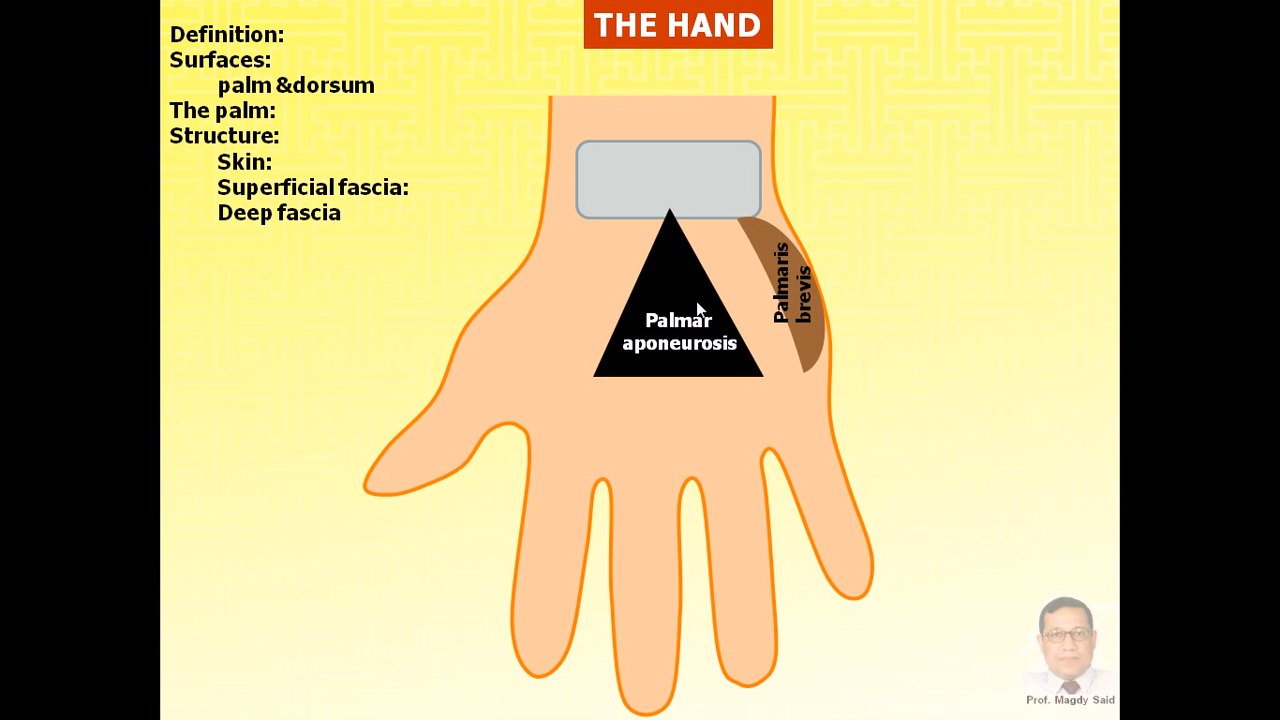 THE HAND
Definition:
Surfaces:
palm &dorsum
The palm:
Structure:
Skin:
Superficial fascia:
Deep fascia
Palmaris
brevis
Palmar
aponeurosis
Prof. Magdy Said